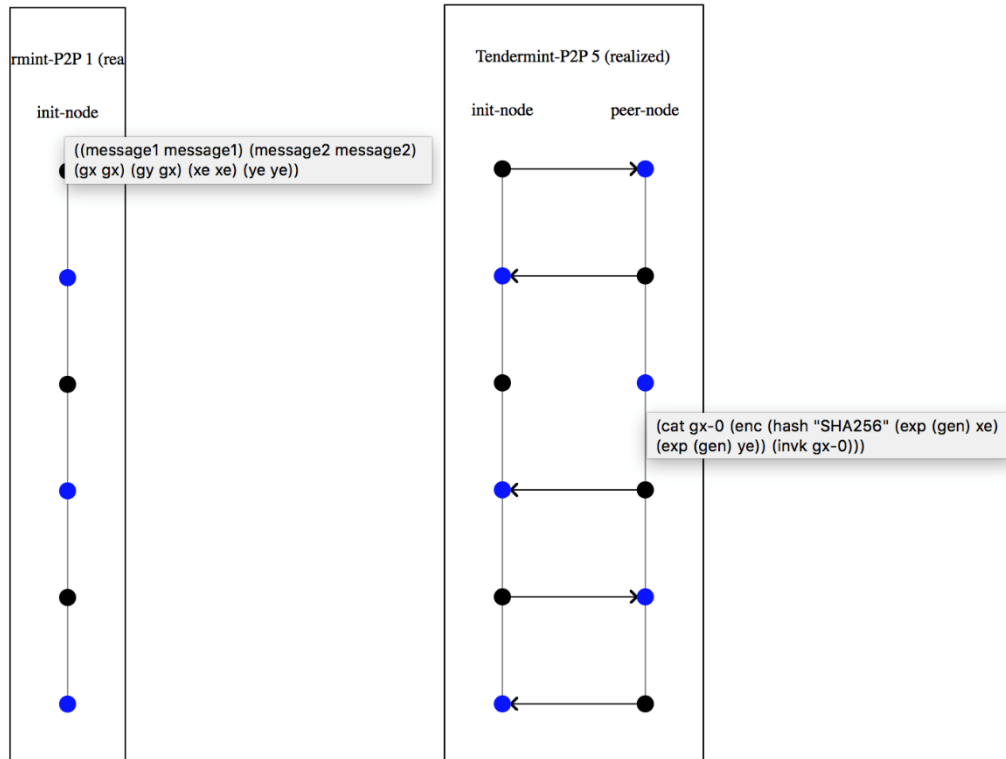 rmint-P2P 1 (rea
init-node
((message1 message1) (message2 message2)
(gx gx) (gy gx) (xe xe) (ye ye))
Tendermint-P2P 5 (realized)
init-node peer-node
(cat gx-0 (enc (hash "SHA256" (exp (gen) xe)
(exp (gen) ye)) (invk gx-0)))